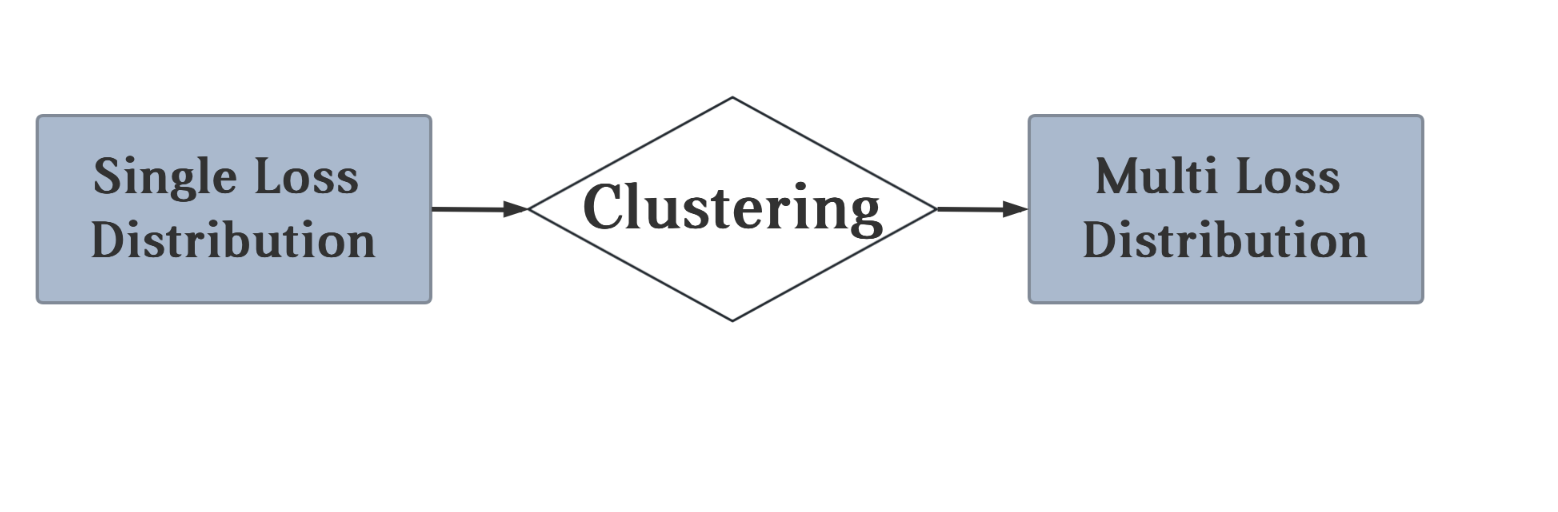 Single Loss
Distribution
Clustering
Multi Loss
Distribution